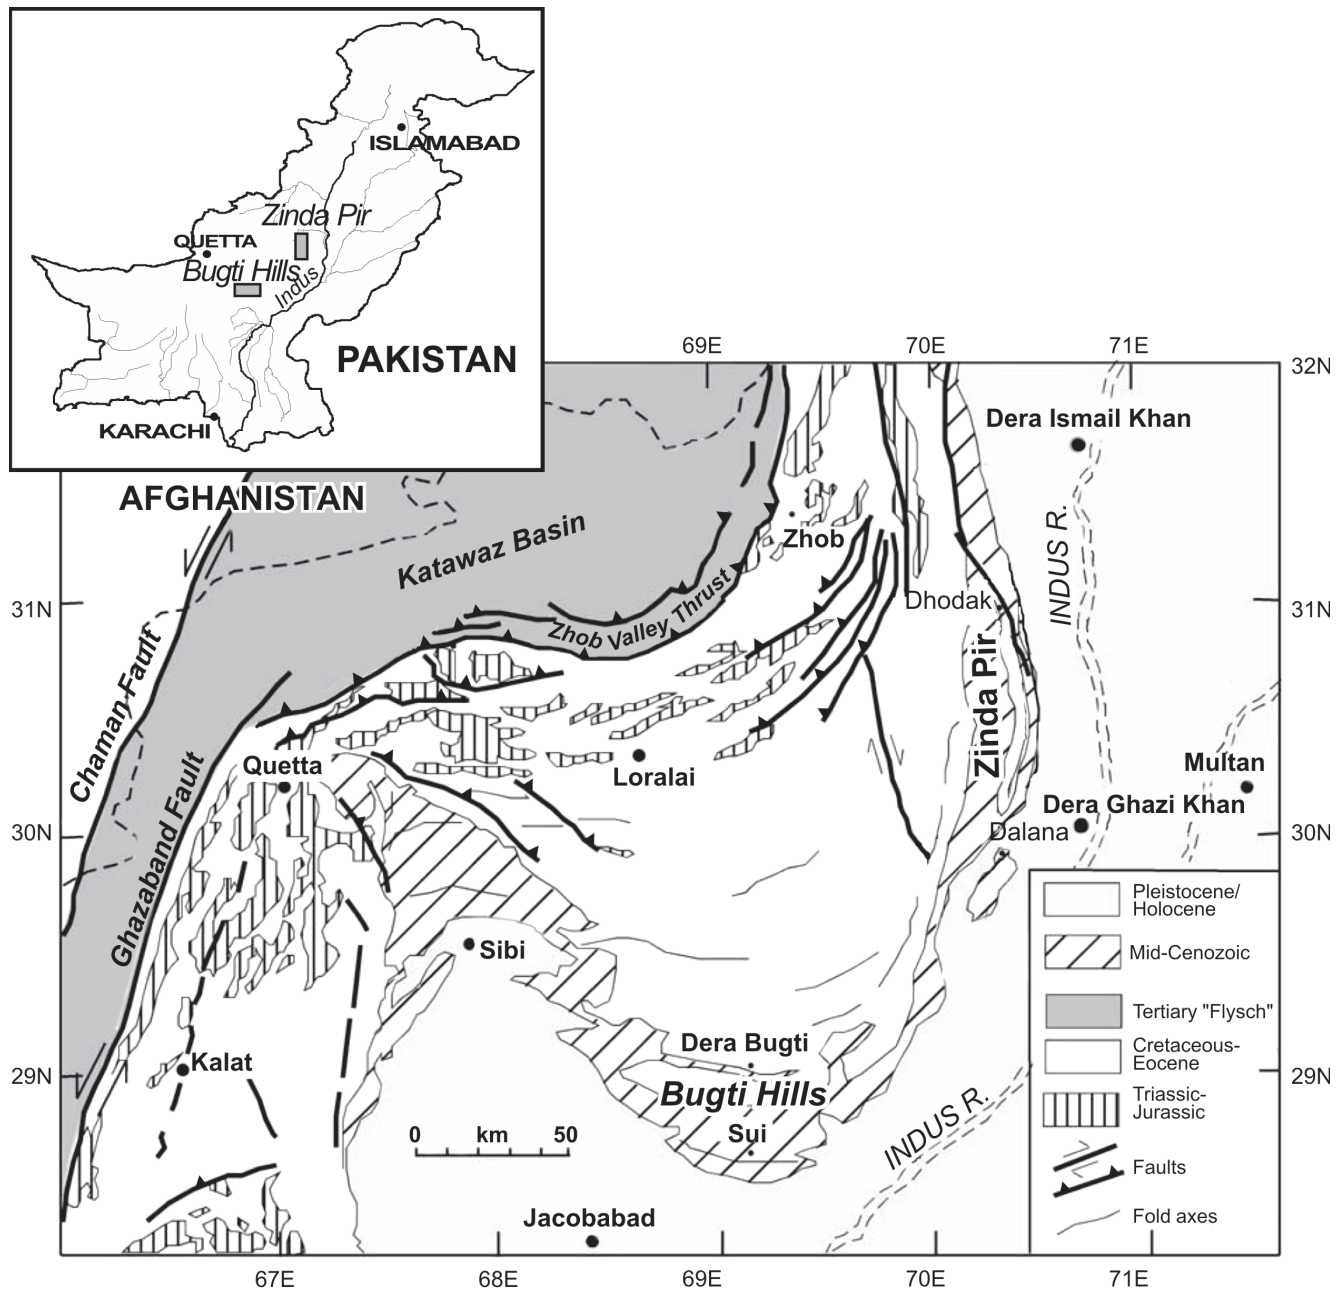 ISLAMABAD
Zinda Pir
QUETTA
Bugti Hills
Indus
PAKISTAN
KARACHI
69E
70E
71E
32N
Dera Ismail Khan
AFGHANISTAN
Katawaz Basin
INDUS R.
Zhob
31N
Dhodak
31N
Zhob Valley Thrust
Chaman Fault
Zinda Pir
Quetta
Loralai
Multan
Ghazaband Fault
Dera Ghazi Khan
30N
Dalana
30N
Pleistocene/
Holocene
Sibi
Mid-Cenozoic
Tertiary "Flysch"
Dera Bugti
Cretaceous-
Eocene
Kalat
29N
29N
Bugti Hills
Triassic-
Jurassic
Sui
0 km 50
INDUS R.
Faults
Jacobabad
Fold axes
67E
68E
69E
70E
71E